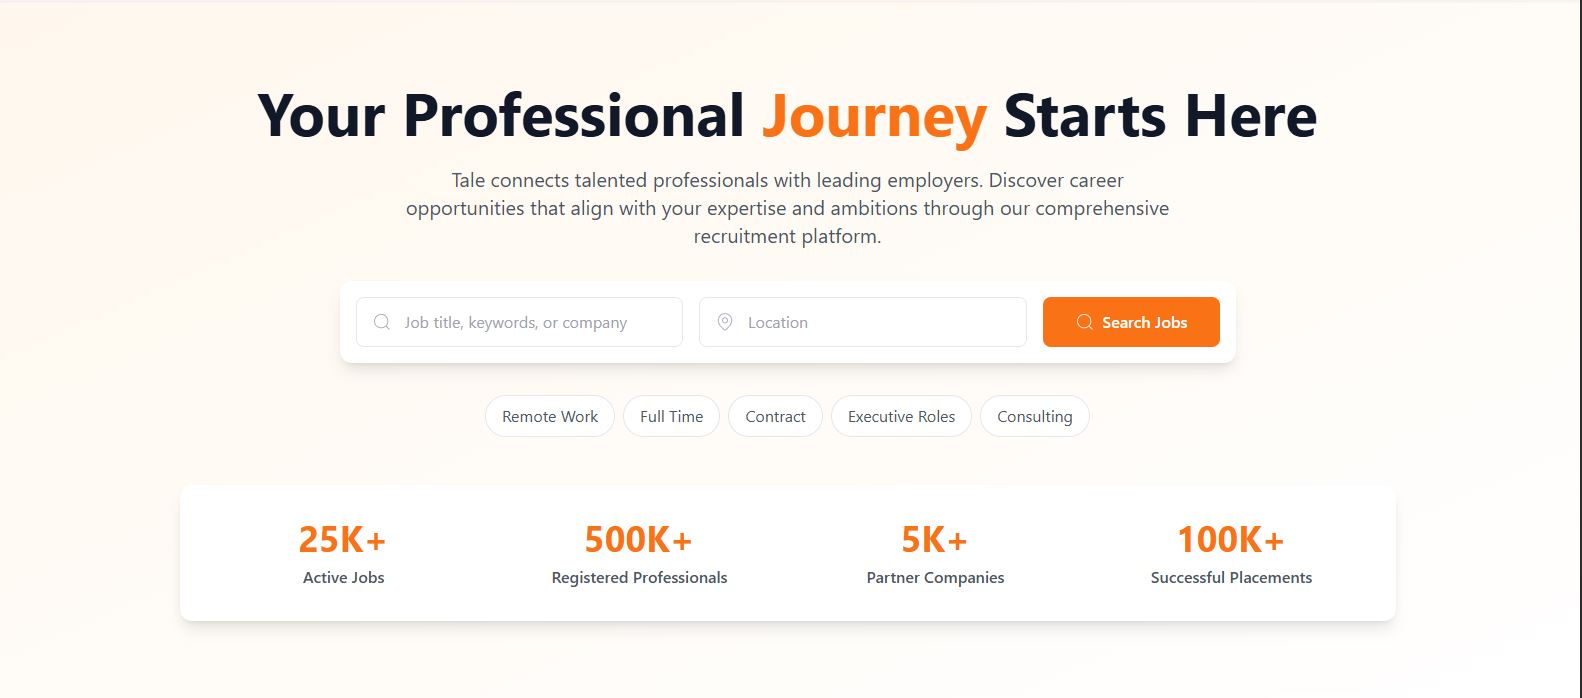 Your Professional Journey Starts Here
Tale connects talented professionals with leading employers. Discover career
opportunities that align with your expertise and ambitions through our comprehensive
recruitment platform.
Job title, keywords, or company
Location
Search Jobs
Remote Work
Full Time
Contract
Executive Roles
Consulting
25K+
Active Jobs
500K+
Registered Professionals
5K+
Partner Companies
100K+
Successful Placements